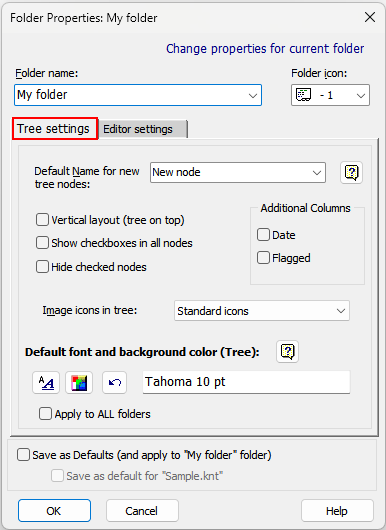 Folder Properties: My folder
Change properties for current folder
Folder name:
Folder icon:
My folder
- 1
Tree settings
Editor settings
Default Name for new
tree nodes:
New node
Vertical layout (tree on top)
Show checkboxes in all nodes
Hide checked nodes
Additional Columns
Date
Flagged
Image icons in tree:
Standard icons
Default font and background color (Tree):
AA
Tahoma 10 pt
Apply to ALL folders
Save as Defaults (and apply to "My folder" folder)
Save as default for "Sample.knt"
OK
Cancel
Help